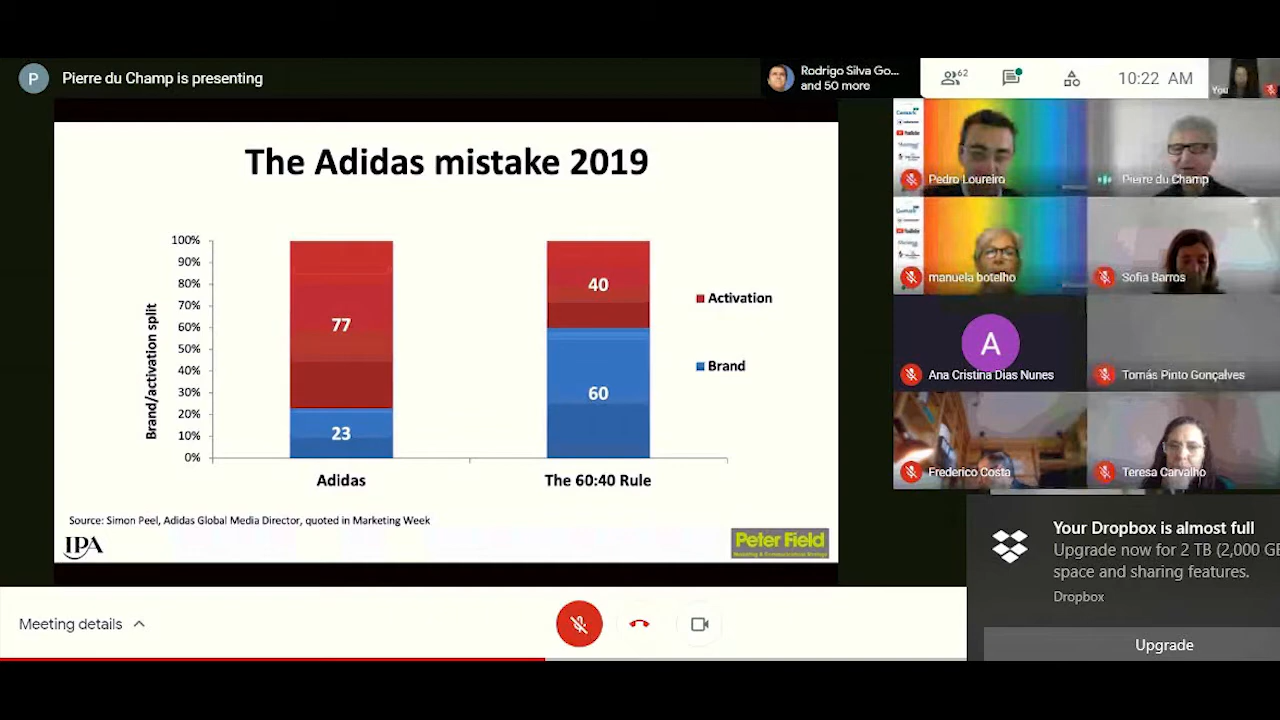 P
Pierre du Champ is presenting
Rodrigo Silva Go...
and 50 more
62
10:22 AM
You
The Adidas mistake 2019
Brand/activation split
100%
90%
80%
70%
60%
50%
40%
30%
20%
10%
0%
77
23
40
60
Activation
Brand
Adidas
The 60:40 Rule
Source: Simon Peel, Adidas Global Media Director, quoted in Marketing Week
IPA
Peter Field
Marketing & Communications Strategy
YouTube
Pedro Loureiro
Pierre du Champ
YouTube
manuela botelho
Sofia Barros
A
Ana Cristina Dias Nunes
Tomás Pinto Gonçalves
Frederico Costa
Teresa Carvalho
Your Dropbox is almost full
Upgrade now for 2 TB (2,000 GB
space and sharing features.
Dropbox
Upgrade
Meeting details